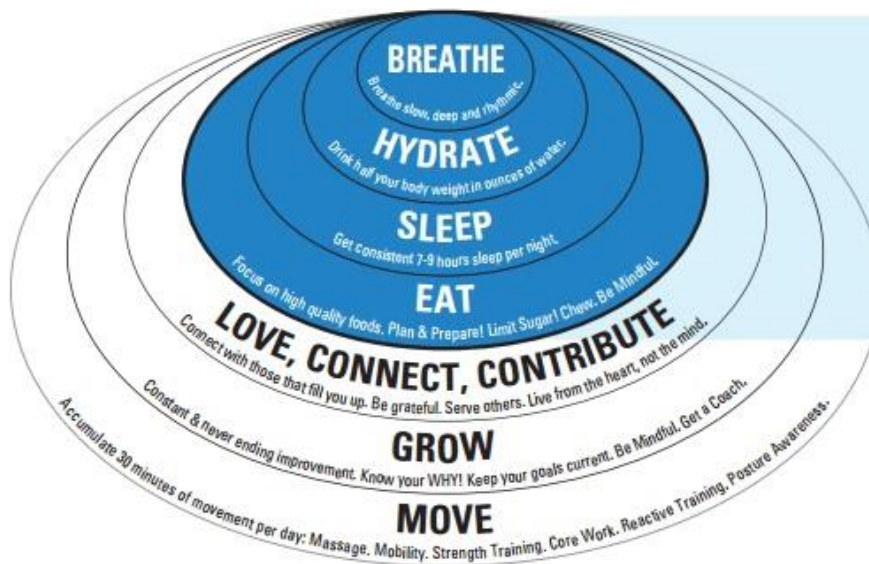 BREATHE
Breathe slow, deep and rhythmic.
HYDRATE
Drink half your body weight in ounces of water.
SLEEP
Get consistent 7-9 hours sleep per night.
EAT
Focus on high quality foods. Plan & Prepare! Limit Sugar! Chew. Be Mindful.
LOVE, CONNECT, CONTRIBUTE
Connect with those that fill you up. Be grateful. Serve others. Live from the heart, not the mind.
GROW
Constant & never ending improvement. Know your WHY! Keep your goals current. Be Mindful. Get a Coach.
MOVE
Accumulate 30 minutes of movement per day: Massage. Mobility. Strength Training. Core Work. Reactive Training. Posture Awareness.